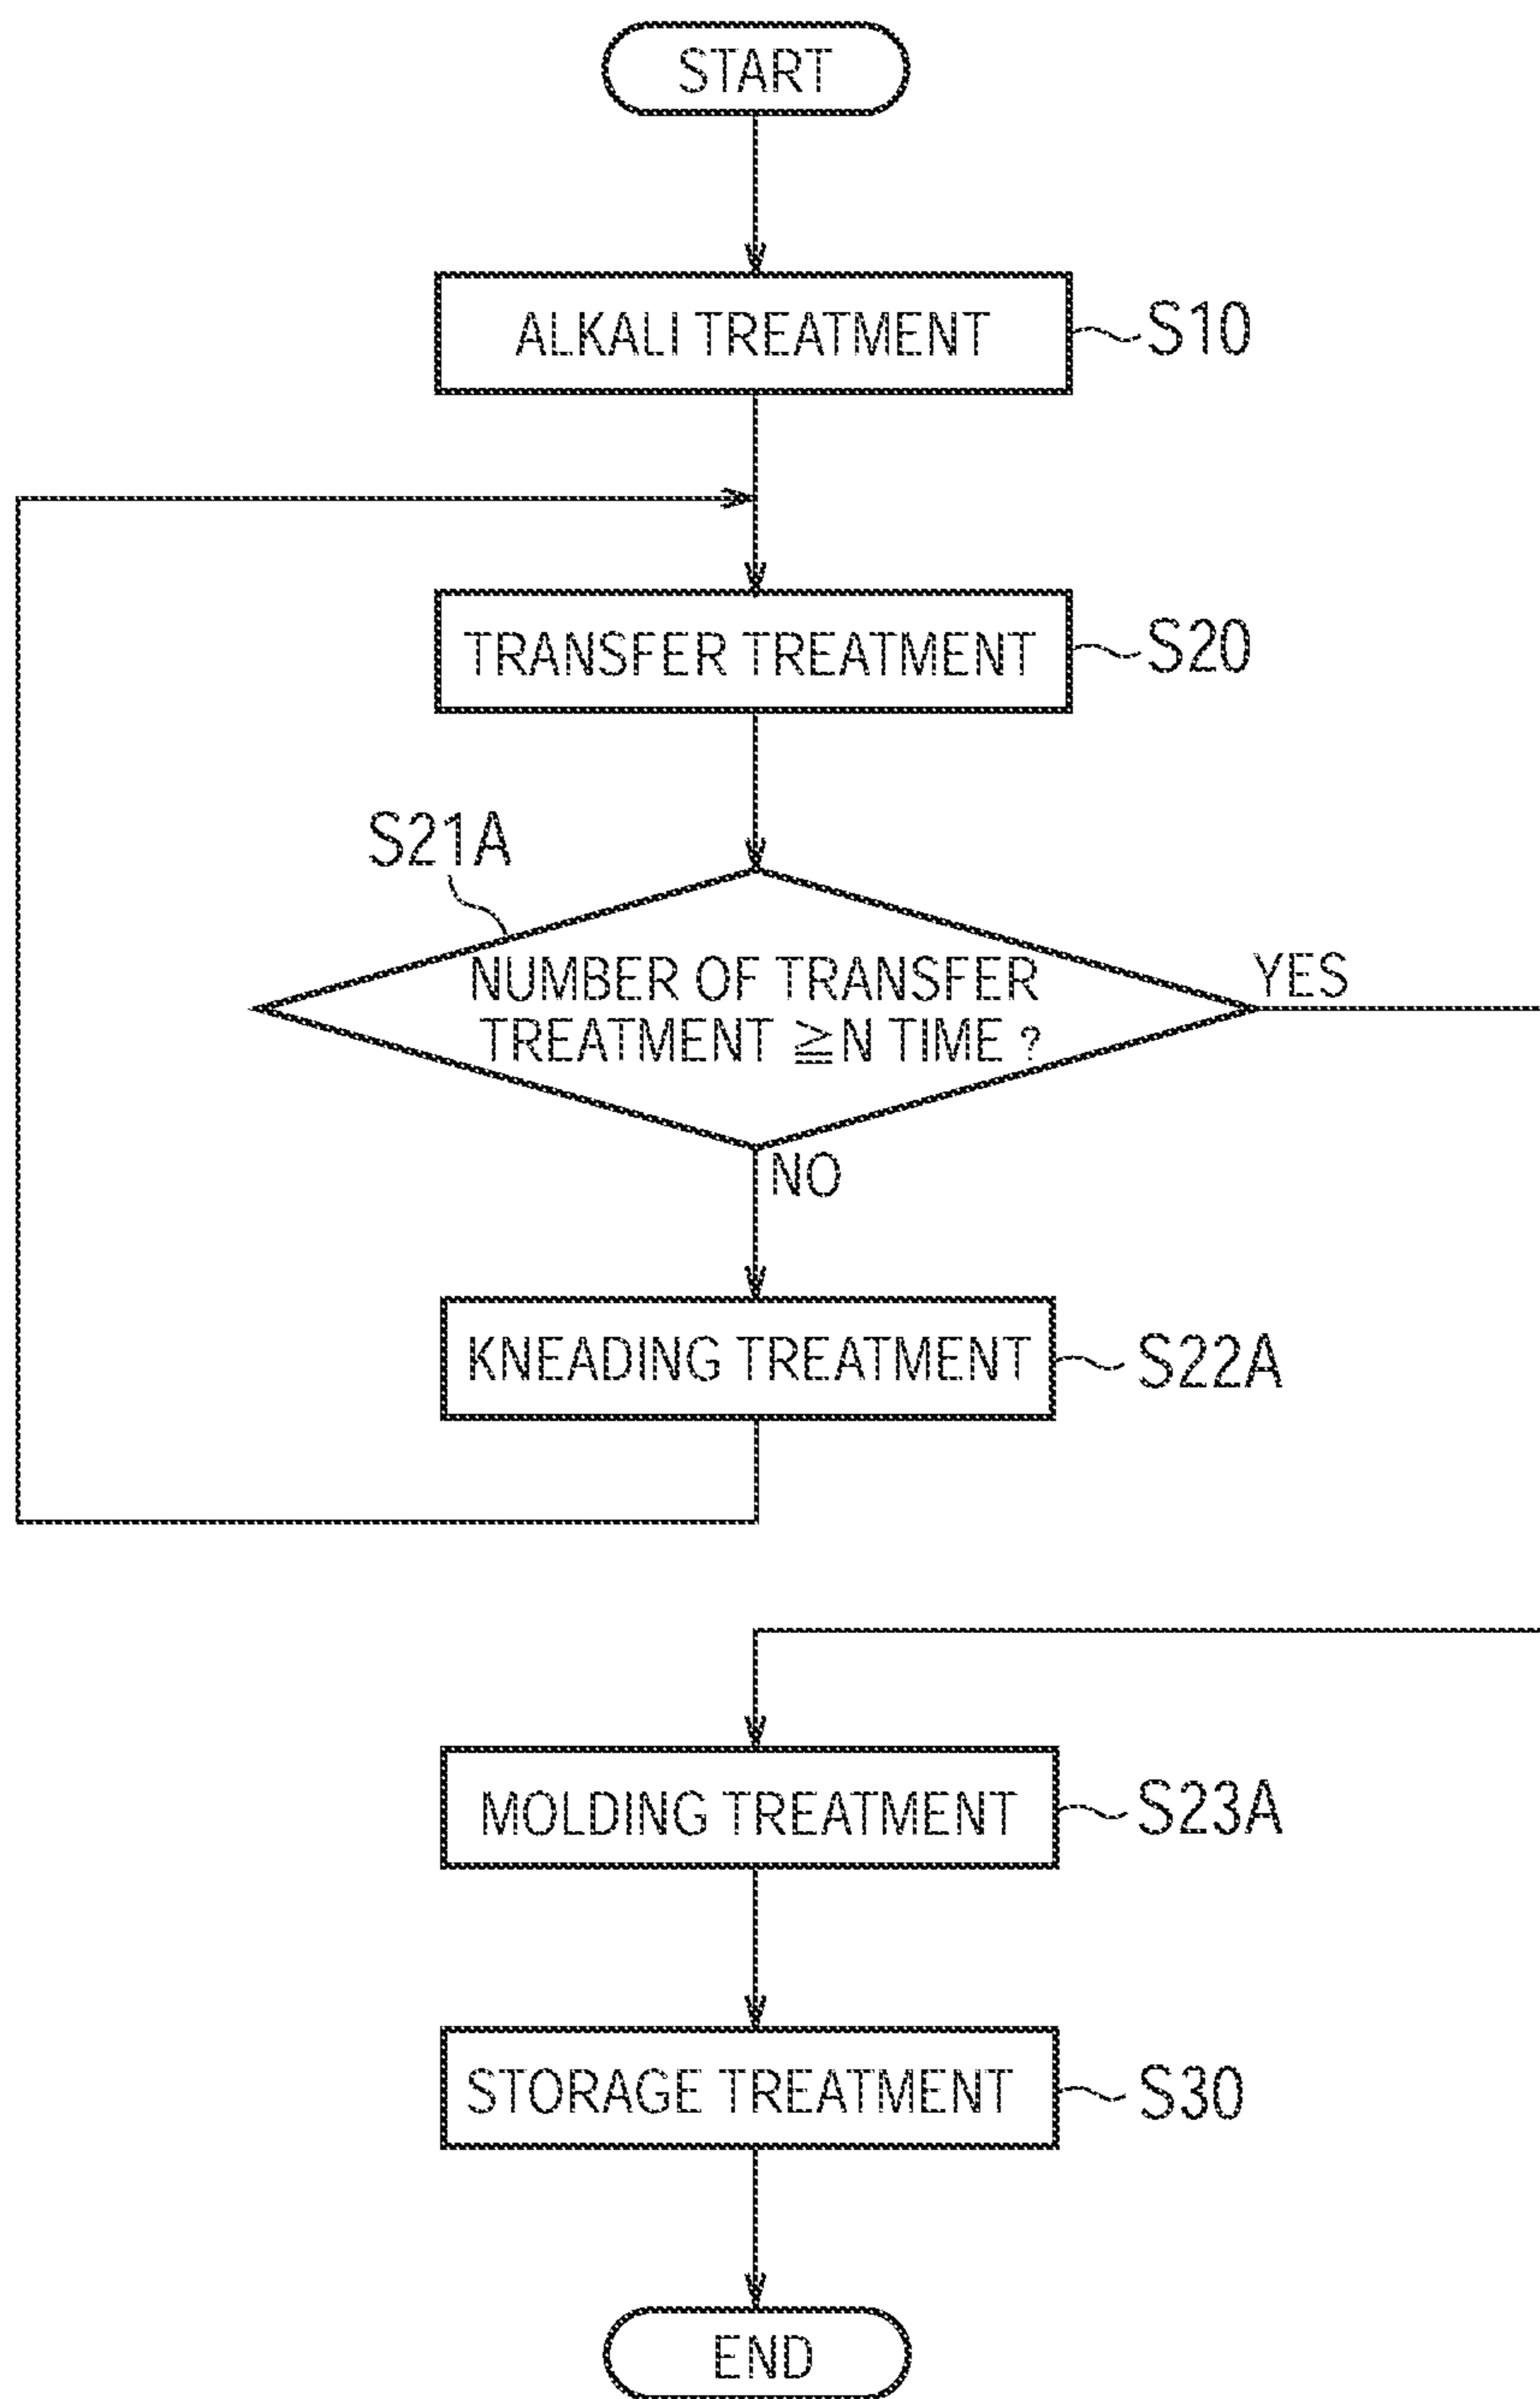 START
ALKALI TREATMENT
S10
TRANSFER TREATMENT
S20
S21A
NUMBER OF TRANSFER
TREATMENT ≧N TIME ?
YES
NO
KNEADING TREATMENT
S22A
MOLDING TREATMENT
S23A
STORAGE TREATMENT
S30
END